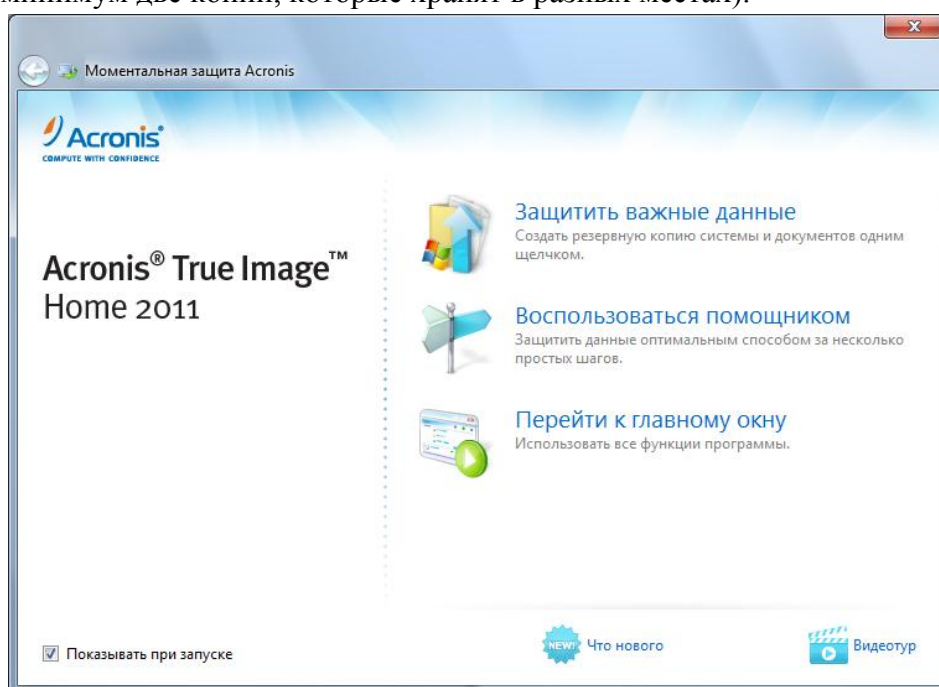 минимум две копии, которые хранят в разных местах).
Моментальная защита Acronis
Acronis
COMPUTE WITH CONFIDENCE
Acronis® True Image™
Home 2011
Защитить важные данные
Создать резервную копию системы и документов одним
щелчком.
Воспользоваться помощником
Защитить данные оптимальным способом за несколько
простых шагов.
Перейти к главному окну
Использовать все функции программы.
Показывать при запуске
NEW!
Что нового
Видеотур